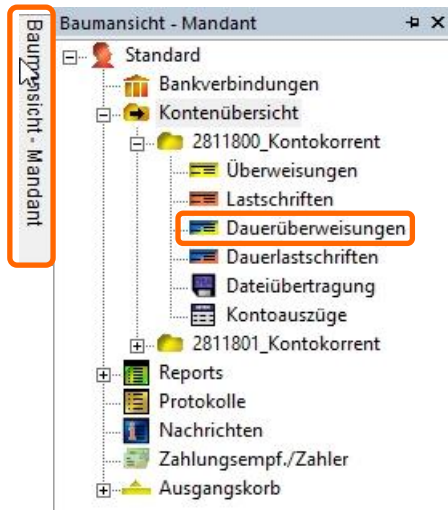 Baumansicht - Mandant
Baumansicht - Mandant
Standard
Bankverbindungen
Kontenübersicht
2811800_Kontokorrent
Überweisungen
Lastschriften
Dauerüberweisungen
Dauerlastschriften
Dateiübertragung
Kontoauszüge
2811801_Kontokorrent
Reports
Protokolle
Nachrichten
Zahlungsempf./Zahler
Ausgangskorb